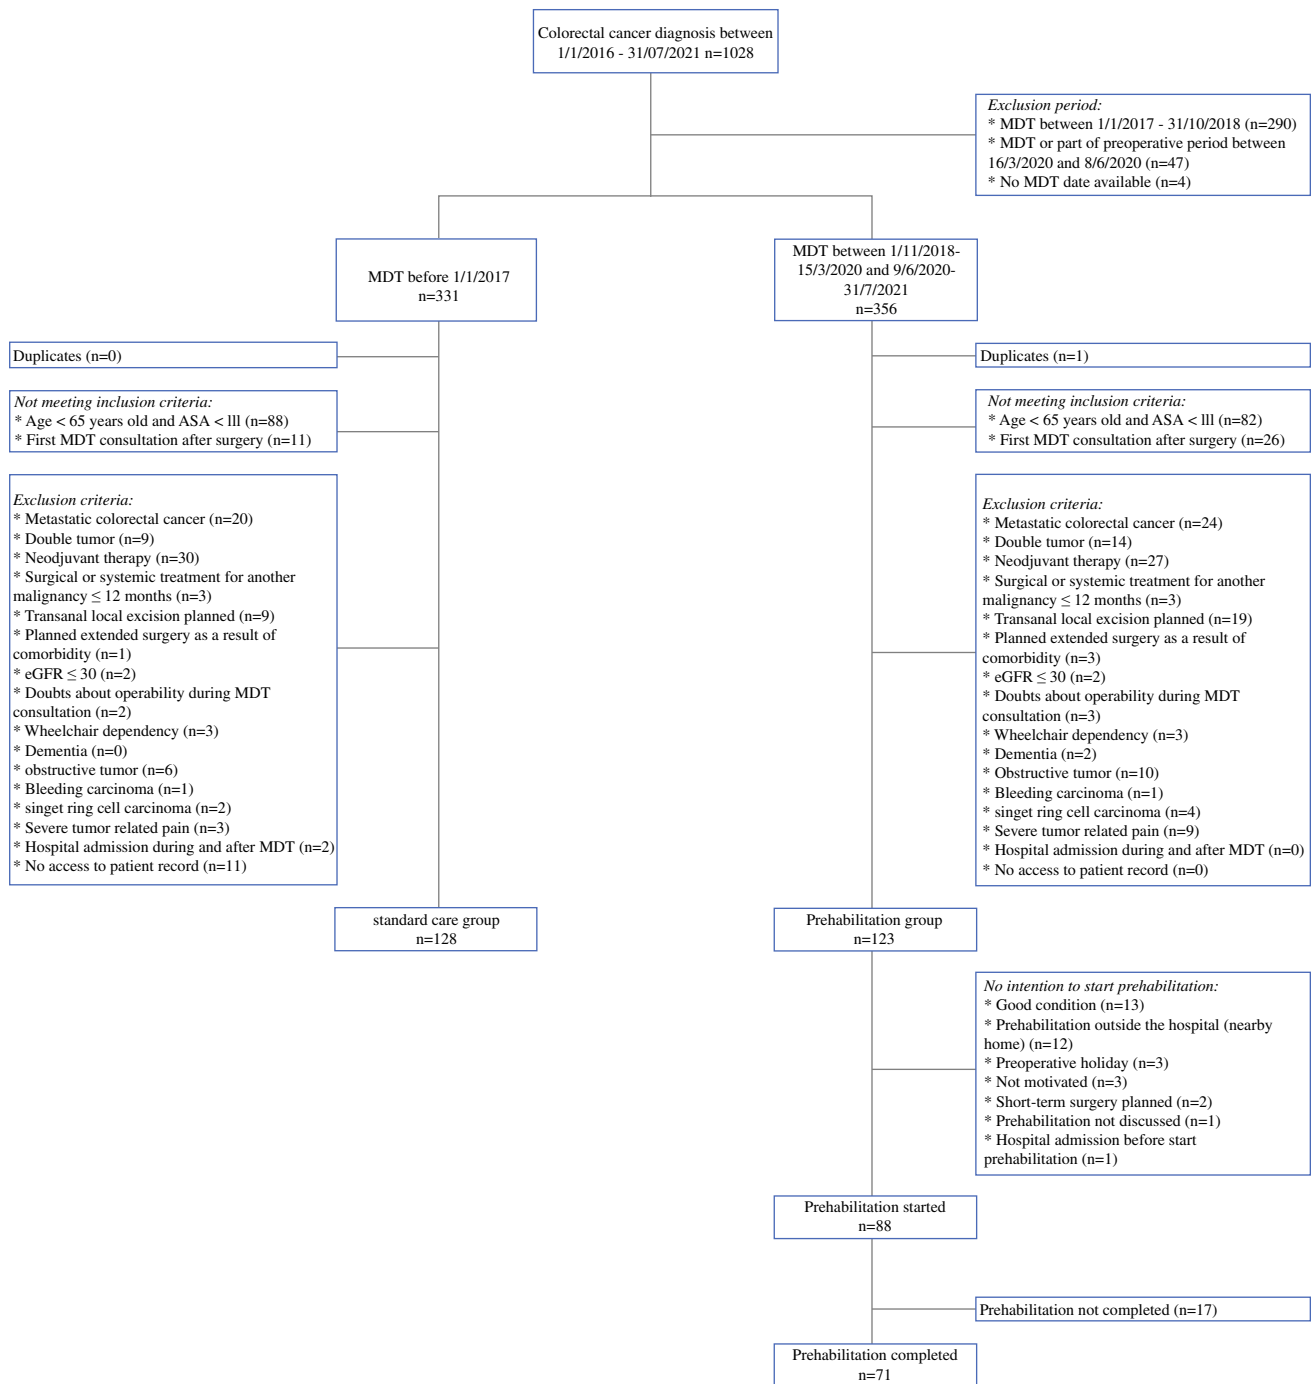 Colorectal cancer diagnosis between
1/1/2016 - 31/07/2021 n=1028
Exclusion period:
* MDT between 1/1/2017 - 31/10/2018 (n=290)
* MDT or part of preoperative period between
16/3/2020 and 8/6/2020 (n=47)
* No MDT date available (n=4)
MDT before 1/1/2017
n=331
MDT between 1/11/2018-
15/3/2020 and 9/6/2020-
31/7/2021
n=356
Duplicates (n=0)
Duplicates (n=1)
Not meeting inclusion criteria:
* Age < 65 years old and ASA < lll (n=88)
* First MDT consultation after surgery (n=11)
Not meeting inclusion criteria:
* Age < 65 years old and ASA < lll (n=82)
* First MDT consultation after surgery (n=26)
Exclusion criteria:
* Metastatic colorectal cancer (n=20)
* Double tumor (n=9)
* Neodjuvant therapy (n=30)
* Surgical or systemic treatment for another
malignancy ≤ 12 months (n=3)
* Transanal local excision planned (n=9)
* Planned extended surgery as a result of
comorbidity (n=1)
* eGFR ≤ 30 (n=2)
* Doubts about operability during MDT
consultation (n=2)
* Wheelchair dependency (n=3)
* Dementia (n=0)
* obstructive tumor (n=6)
* Bleeding carcinoma (n=1)
* singet ring cell carcinoma (n=2)
* Severe tumor related pain (n=3)
* Hospital admission during and after MDT (n=2)
* No access to patient record (n=11)
Exclusion criteria:
* Metastatic colorectal cancer (n=24)
* Double tumor (n=14)
* Neodjuvant therapy (n=27)
* Surgical or systemic treatment for another
malignancy ≤ 12 months (n=3)
* Transanal local excision planned (n=19)
* Planned extended surgery as a result of
comorbidity (n=3)
* eGFR ≤ 30 (n=2)
* Doubts about operability during MDT
consultation (n=3)
* Wheelchair dependency (n=3)
* Dementia (n=2)
* Obstructive tumor (n=10)
* Bleeding carcinoma (n=1)
* singet ring cell carcinoma (n=4)
* Severe tumor related pain (n=9)
* Hospital admission during and after MDT (n=0)
* No access to patient record (n=0)
standard care group
n=128
Prehabilitation group
n=123
No intention to start prehabilitation:
* Good condition (n=13)
* Prehabilitation outside the hospital (nearby
home) (n=12)
* Preoperative holiday (n=3)
* Not motivated (n=3)
* Short-term surgery planned (n=2)
* Prehabilitation not discussed (n=1)
* Hospital admission before start
prehabilitation (n=1)
Prehabilitation started
n=88
Prehabilitation not completed (n=17)
Prehabilitation completed
n=71